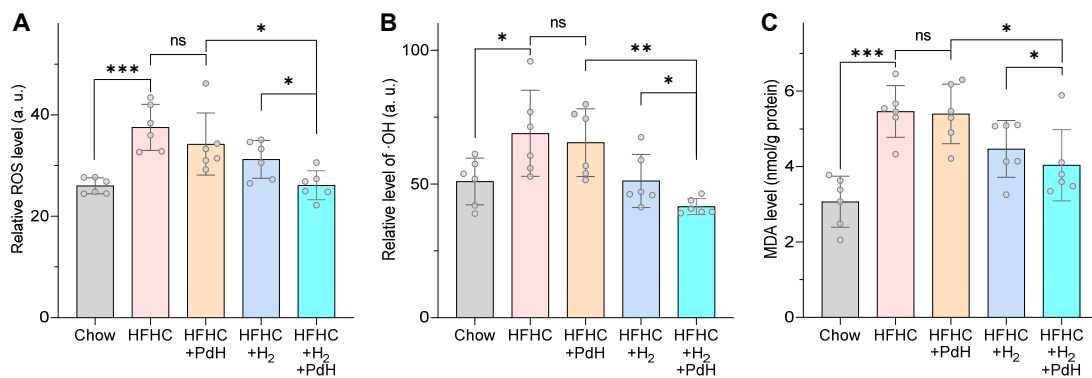 A
Relative ROS level (a. u.)
0
20
40
***
ns
*
*
Chow
HFHC
HFHC
+PdH
HFHC
+H₂
HFHC
+H₂
+PdH
B
Relative level of ·OH (a. u.)
0
50
100
*
ns
**
*
Chow
HFHC
HFHC
+PdH
HFHC
+H₂
HFHC
+H₂
+PdH
C
MDA level (nmol/g protein)
0
2
4
6
***
ns
*
*
Chow
HFHC
HFHC
+PdH
HFHC
+H₂
HFHC
+H₂
+PdH